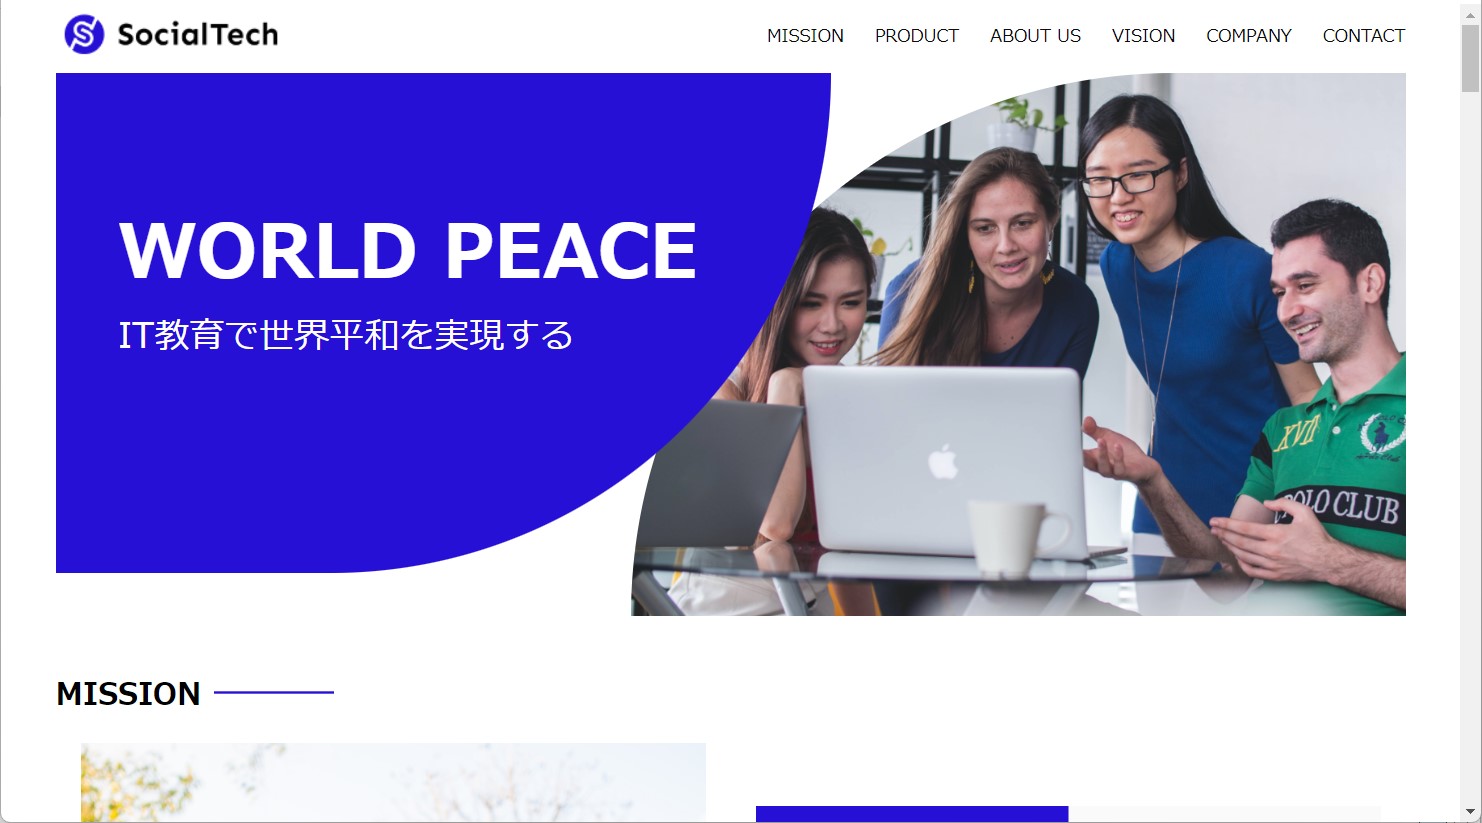 SocialTech
MISSION PRODUCT ABOUT US VISION COMPANY CONTACT
WORLD PEACE
IT教育で世界平和を実現する
XVII
POLO CLUB
MISSION